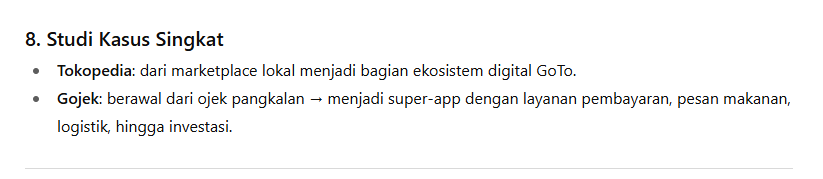 8. Studi Kasus Singkat
• Tokopedia: dari marketplace lokal menjadi bagian ekosistem digital GoTo.
• Gojek: berawal dari ojek pangkalan → menjadi super-app dengan layanan pembayaran, pesan makanan,
logistik, hingga investasi.